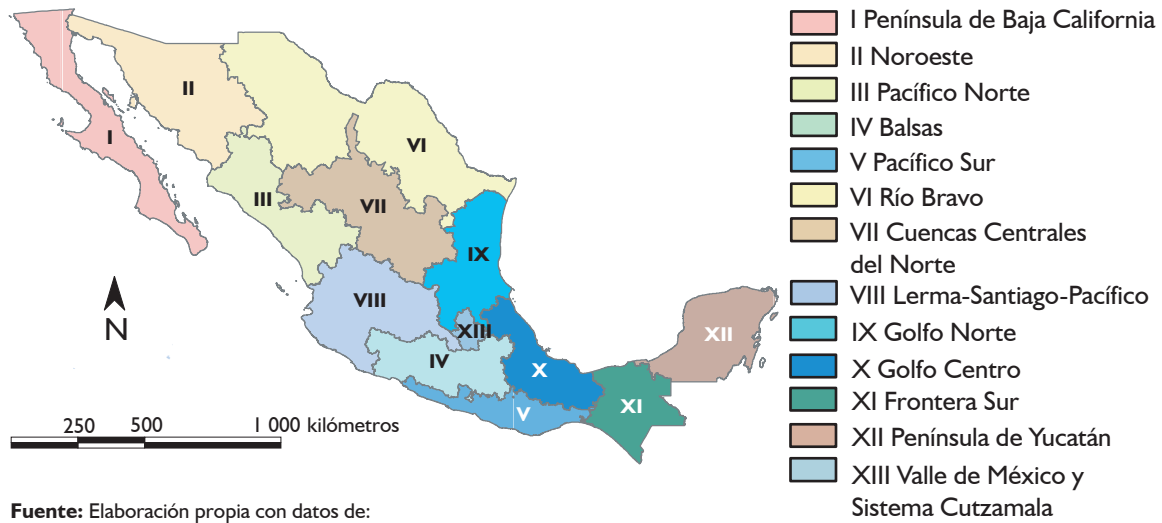 I Península de Baja California
II Noroeste
III Pacífico Norte
IV Balsas
V Pacífico Sur
VI Río Bravo
VII Cuencas Centrales
del Norte
VIII Lerma-Santiago-Pacífico
IX Golfo Norte
X Golfo Centro
XI Frontera Sur
XII Península de Yucatán
XIII Valle de México y
Sistema Cutzamala
II
I
VI
III
VII
IX
VIII
XIII
XII
IV
X
V
XI
N
250 500 1 000 kilómetros
Fuente: Elaboración propia con datos de: